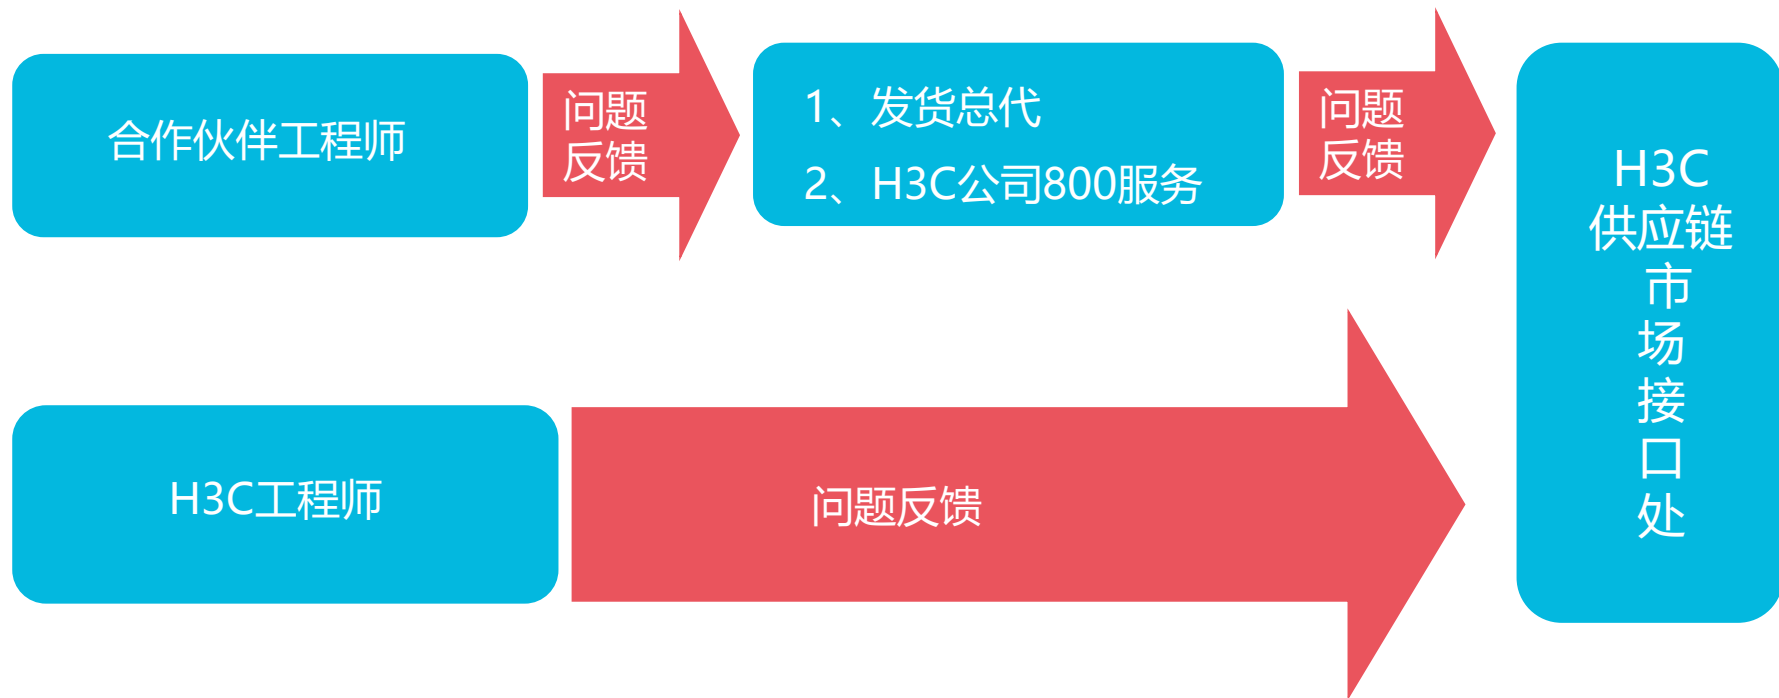 合作伙伴工程师
问题
反馈
1、发货总代
2、H3C公司800服务
问题
反馈
H3C
供应链
市
场
接
口
处
H3C工程师
问题反馈